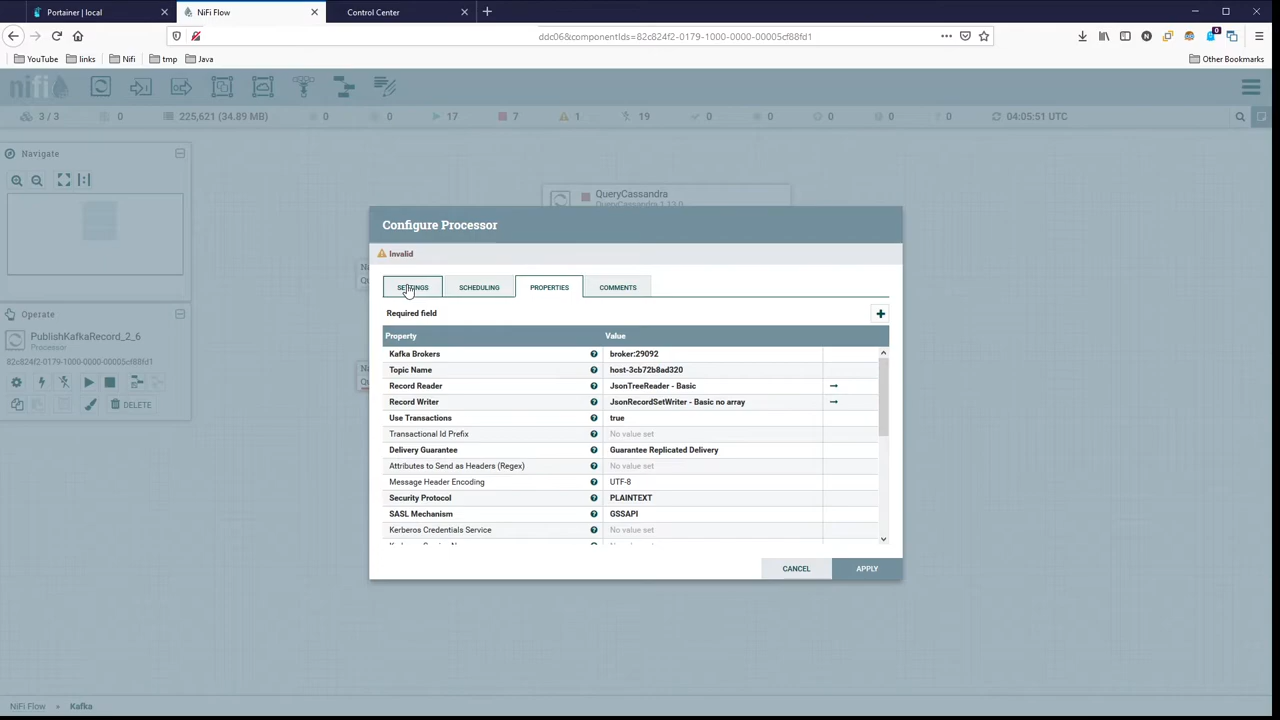 Portainer | local
NiFi Flow
Control Center
ddc06&componentIds=82c824f2-0179-1000-0000-00005cf88fd1
YouTube
links
Nifi
tmp
Java
Other Bookmarks
nifi
3 / 3
0
225,621 (34.89 MB)
0
0
17
7
1
19
0
0
0
0
0
04:05:51 UTC
Navigate
QueryCassandra
QueryCassandra 1.13.0
Configure Processor
Invalid
SETTINGS
SCHEDULING
PROPERTIES
COMMENTS
Required field
Property
Value
Kafka Brokers
broker:29092
Topic Name
host-3cb72b8ad320
Record Reader
JsonTreeReader - Basic
Record Writer
JsonRecordSetWriter - Basic no array
Use Transactions
true
Transactional Id Prefix
No value set
Delivery Guarantee
Guarantee Replicated Delivery
Attributes to Send as Headers (Regex)
No value set
Message Header Encoding
UTF-8
Security Protocol
PLAINTEXT
SASL Mechanism
GSSAPI
Kerberos Credentials Service
No value set
CANCEL
APPLY
Operate
PublishKafkaRecord_2_6
Processor
82c824f2-0179-1000-0000-00005cf88fd1
DELETE
NiFi Flow
Kafka